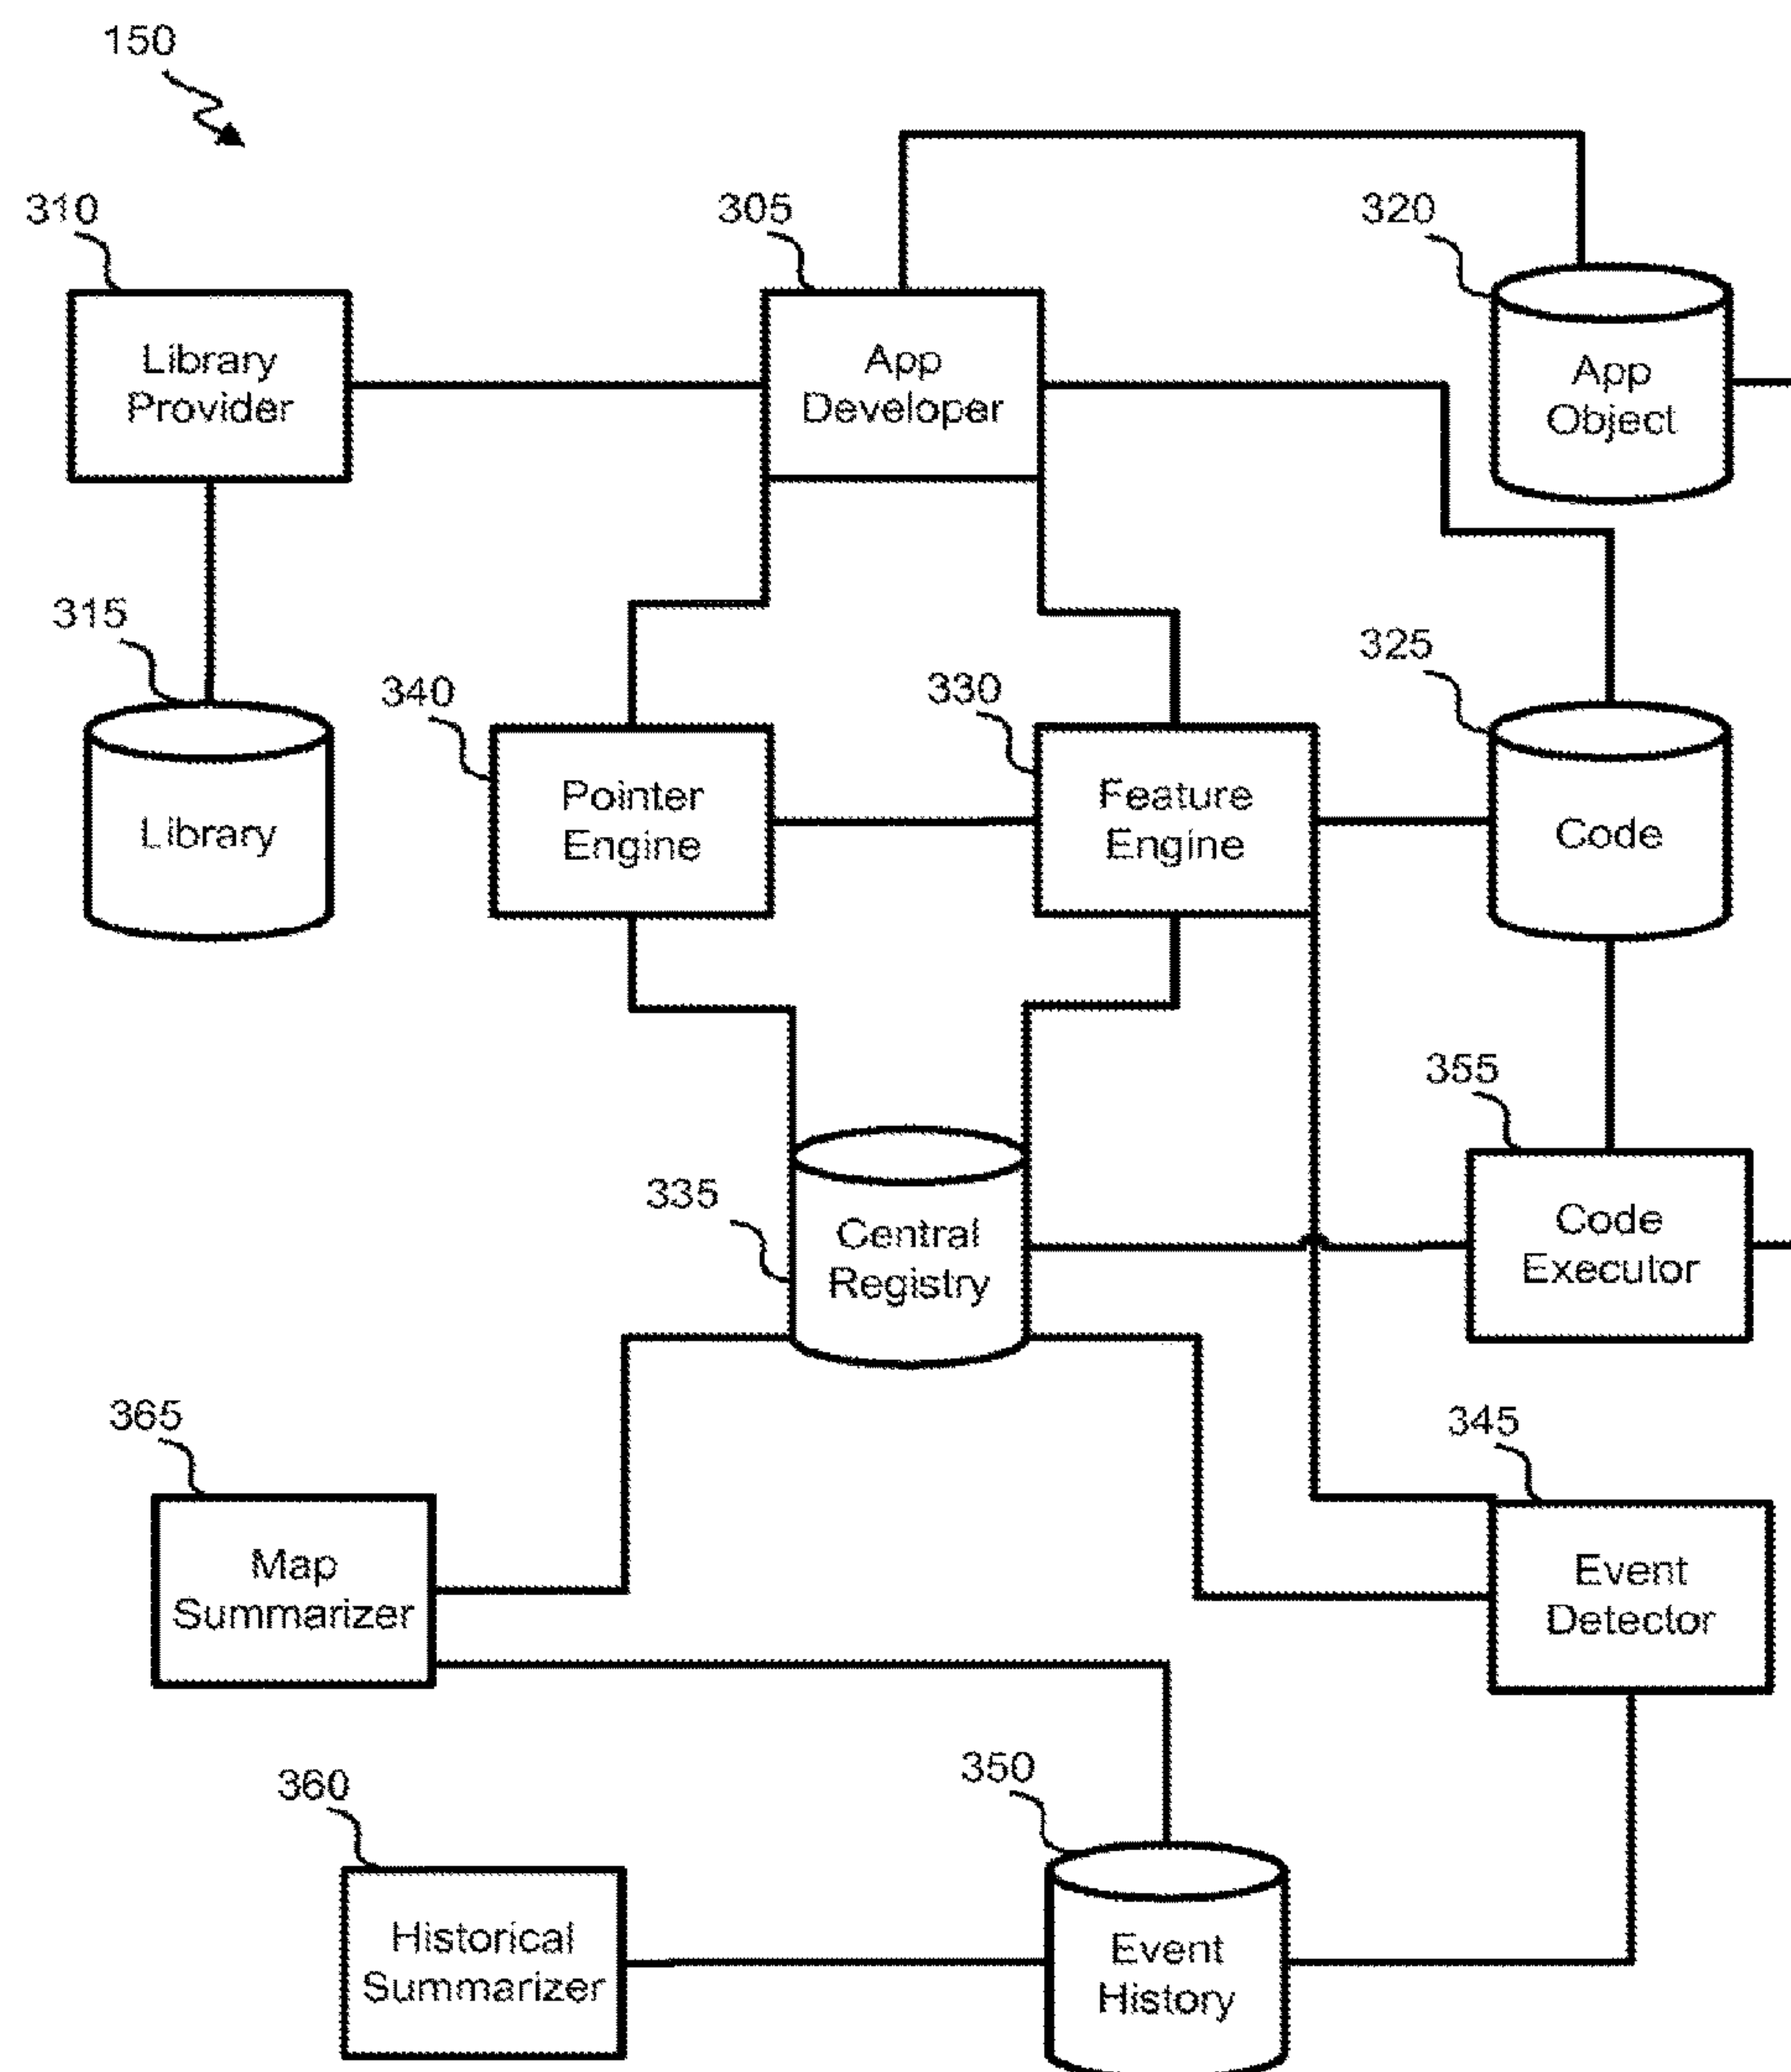 150
310
305
320
Library
Provider
App
Developer
App
Object
315
340
330
325
Library
Pointer
Engine
Feature
Engine
Code
335
355
Central
Registry
Code
Executor
365
345
Map
Summarizer
Event
Detector
360
350
Historical
Summarizer
Event
History